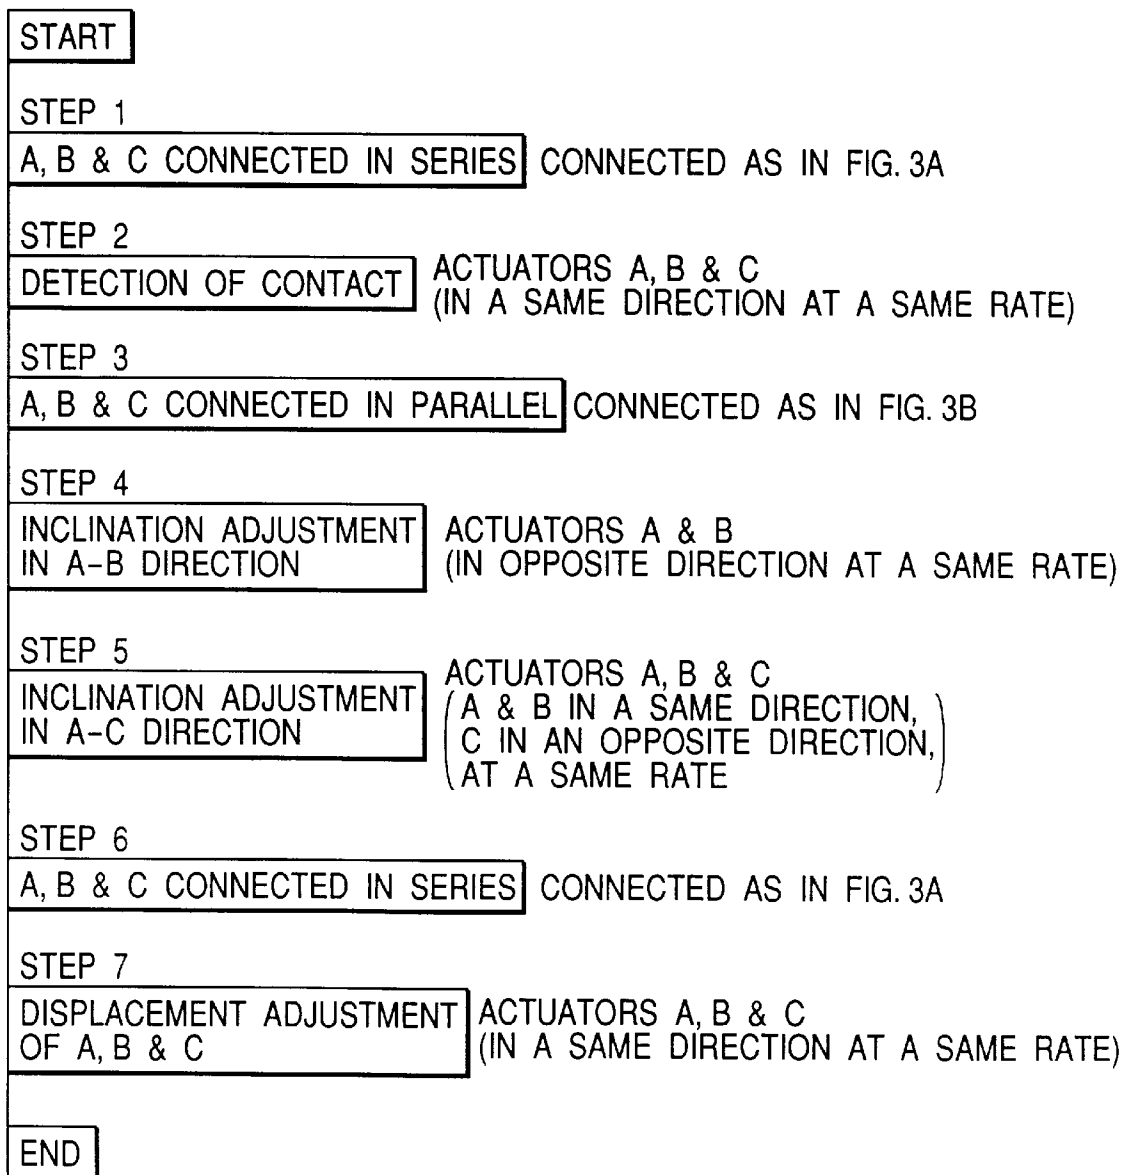 START
STEP 1
A, B & C CONNECTED IN SERIES CONNECTED AS IN FIG. 3A
STEP 2
DETECTION OF CONTACT
ACTUATORS A, B & C
(IN A SAME DIRECTION AT A SAME RATE)
STEP 3
A, B & C CONNECTED IN PARALLEL CONNECTED AS IN FIG. 3B
STEP 4
INCLINATION ADJUSTMENT
IN A-B DIRECTION
ACTUATORS A & B
(IN OPPOSITE DIRECTION AT A SAME RATE)
STEP 5
INCLINATION ADJUSTMENT
IN A-C DIRECTION
ACTUATORS A, B & C
(A & B IN A SAME DIRECTION,
C IN AN OPPOSITE DIRECTION,
AT A SAME RATE)
STEP 6
A, B & C CONNECTED IN SERIES CONNECTED AS IN FIG. 3A
STEP 7
DISPLACEMENT ADJUSTMENT
OF A, B & C
ACTUATORS A, B & C
(IN A SAME DIRECTION AT A SAME RATE)
END